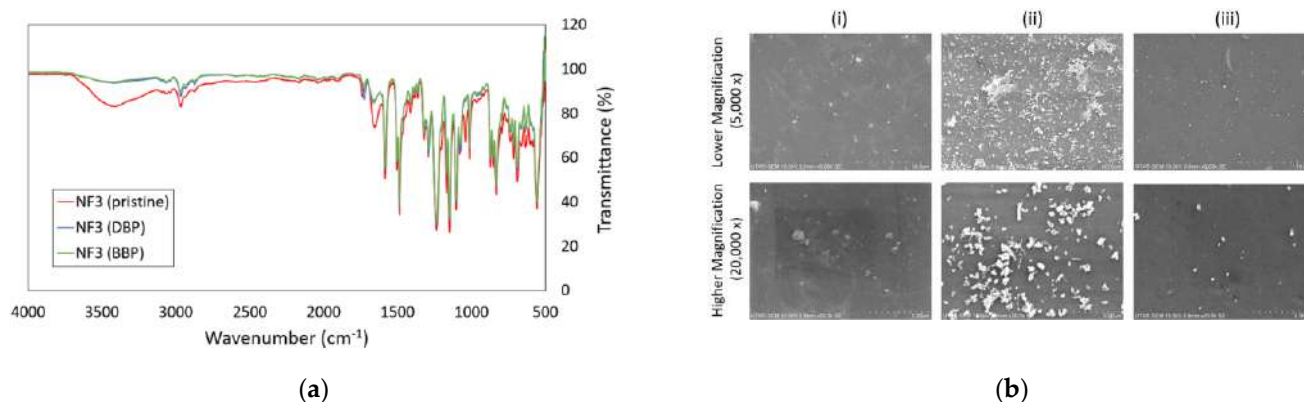 120
100
80
60
40
20
0
Transmittance (%)
NF3 (pristine)
NF3 (DBP)
NF3 (BBP)
4000 3500 3000 2500 2000 1500 1000 500
Wavenumber (cm⁻¹)
(a)
(i) (ii) (iii)
Lower Magnification
(5,000 x)
Higher Magnification
(20,000 x)
(b)